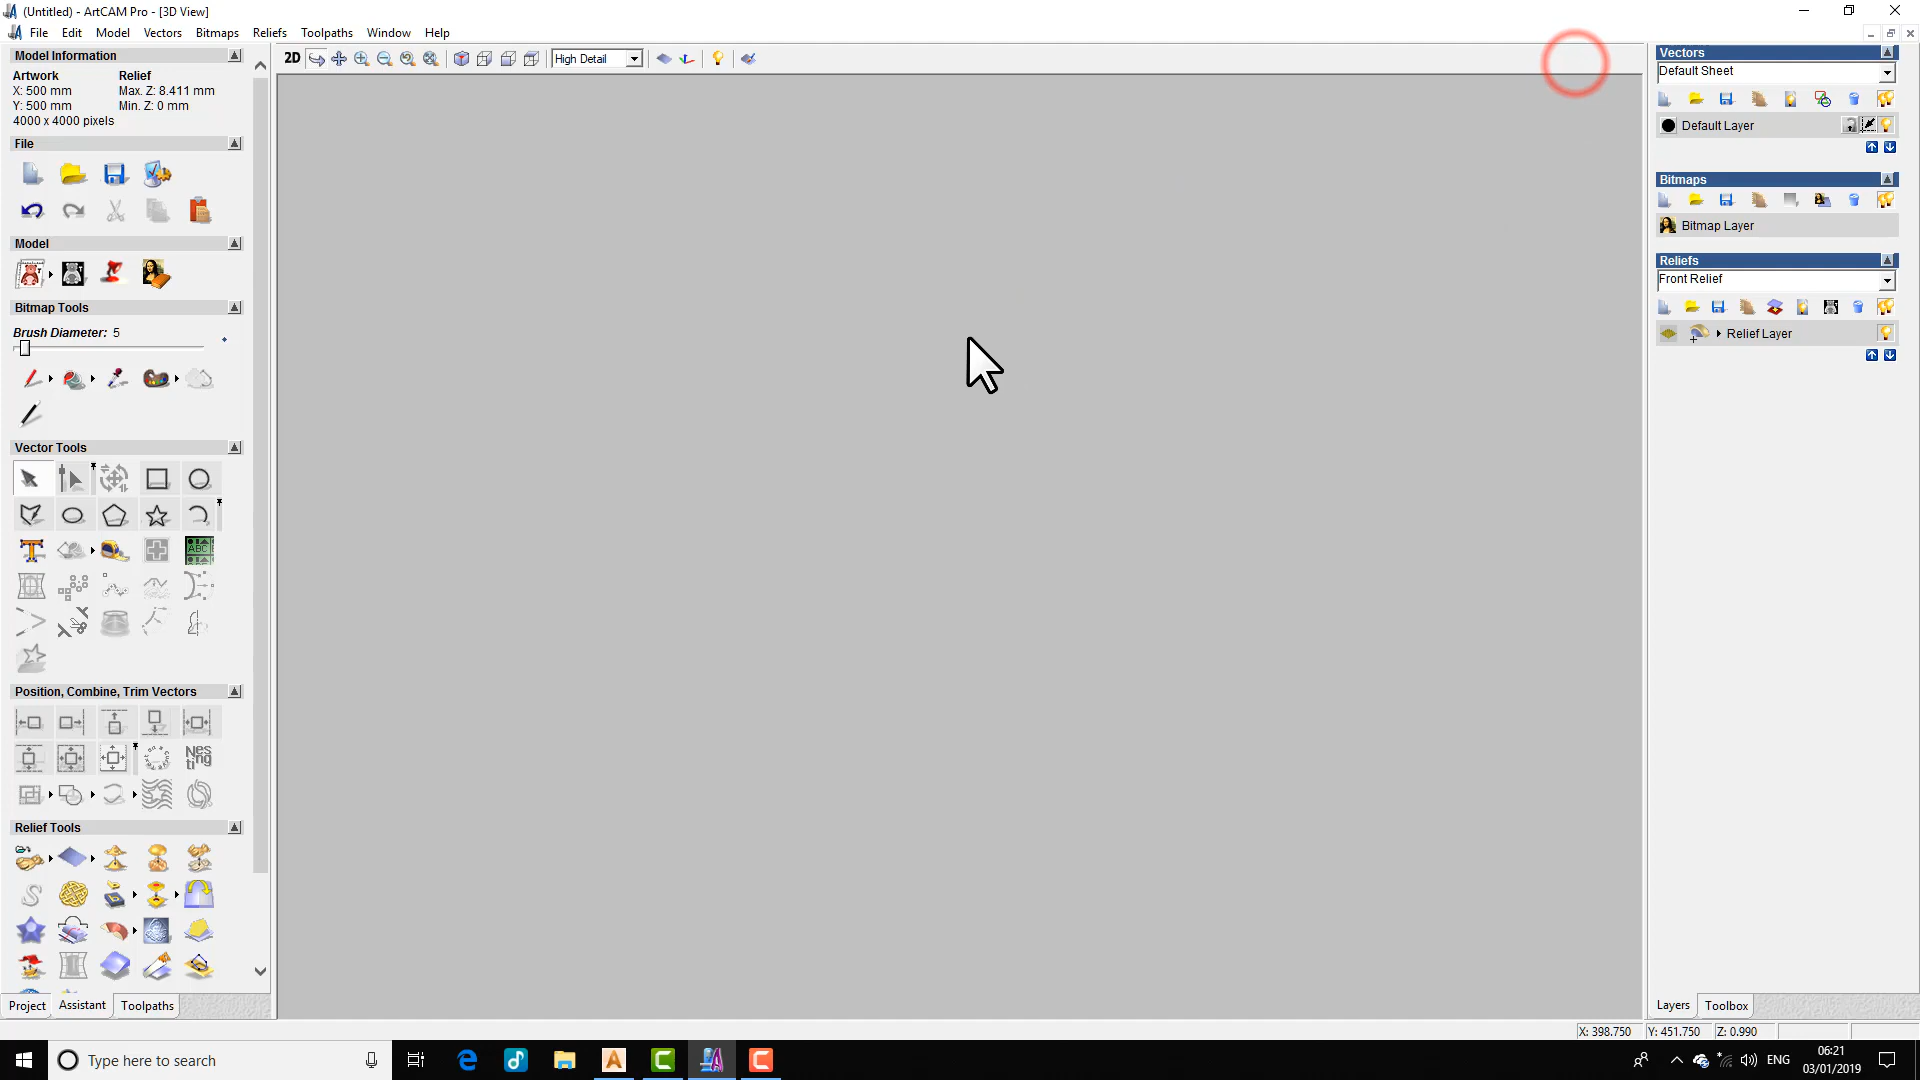 (Untitled) - ArtCAM Pro - [3D View]
File Edit Model Vectors Bitmaps Reliefs Toolpaths Window Help
Model Information
Artwork Relief
X: 500 mm Max. Z: 8.411 mm
Y: 500 mm Min. Z: 0 mm
4000 x 4000 pixels
File
Model
Bitmap Tools
Brush Diameter: 5
Vector Tools
ABC
Position, Combine, Trim Vectors
Nes
ting
Relief Tools
Project Assistant Toolpaths
2D High Detail
Vectors
Default Sheet
Default Layer
Bitmaps
Bitmap Layer
Reliefs
Front Relief
Relief Layer
Layers Toolbox
X: 398.750 Y: 451.750 Z: 0.990
Type here to search
ENG
06:21
03/01/2019